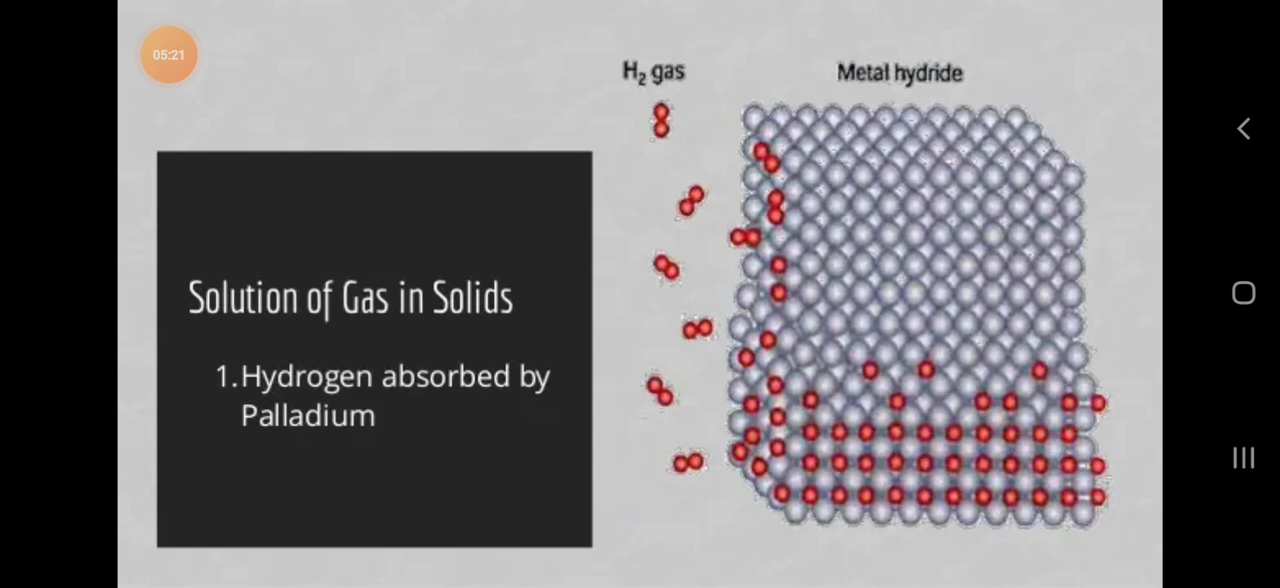 05:21
H₂ gas
Metal hydride
Solution of Gas in Solids
1.Hydrogen absorbed by
Palladium